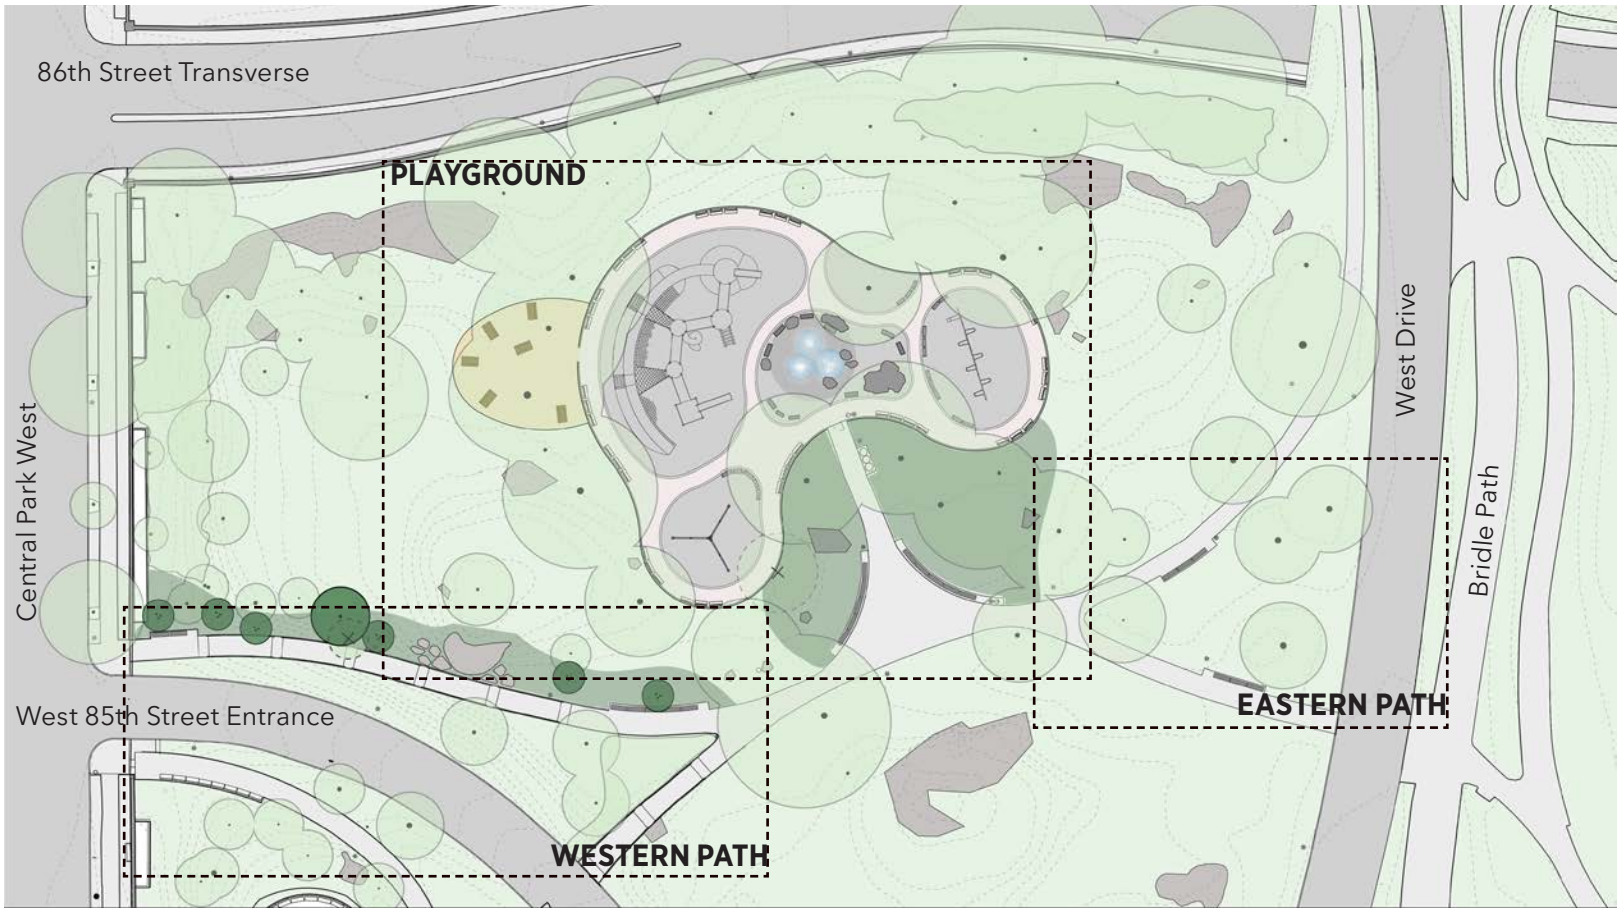 86th Street Transverse
PLAYGROUND
West Drive
Central Park West
Bridle Path
West 85th Street Entrance
EASTERN PATH
WESTERN PATH